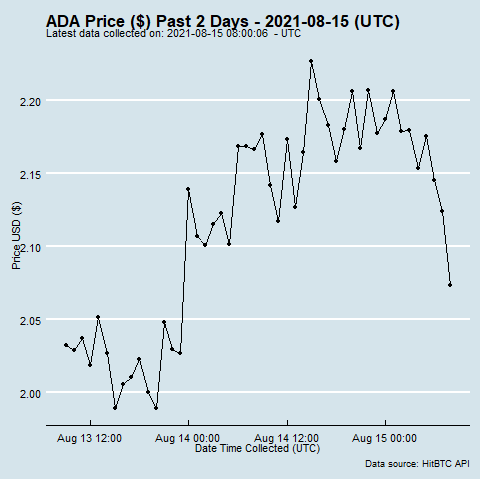 ADA Price ($) Past 2 Days - 2021-08-15 (UTC)
Latest data collected on: 2021-08-15 08:00:06 - UTC
Price USD ($)
2.20
2.15
2.10
2.05
2.00
Aug 13 12:00
Aug 14 00:00
Aug 14 12:00
Aug 15 00:00
Date Time Collected (UTC)
Data source: HitBTC API